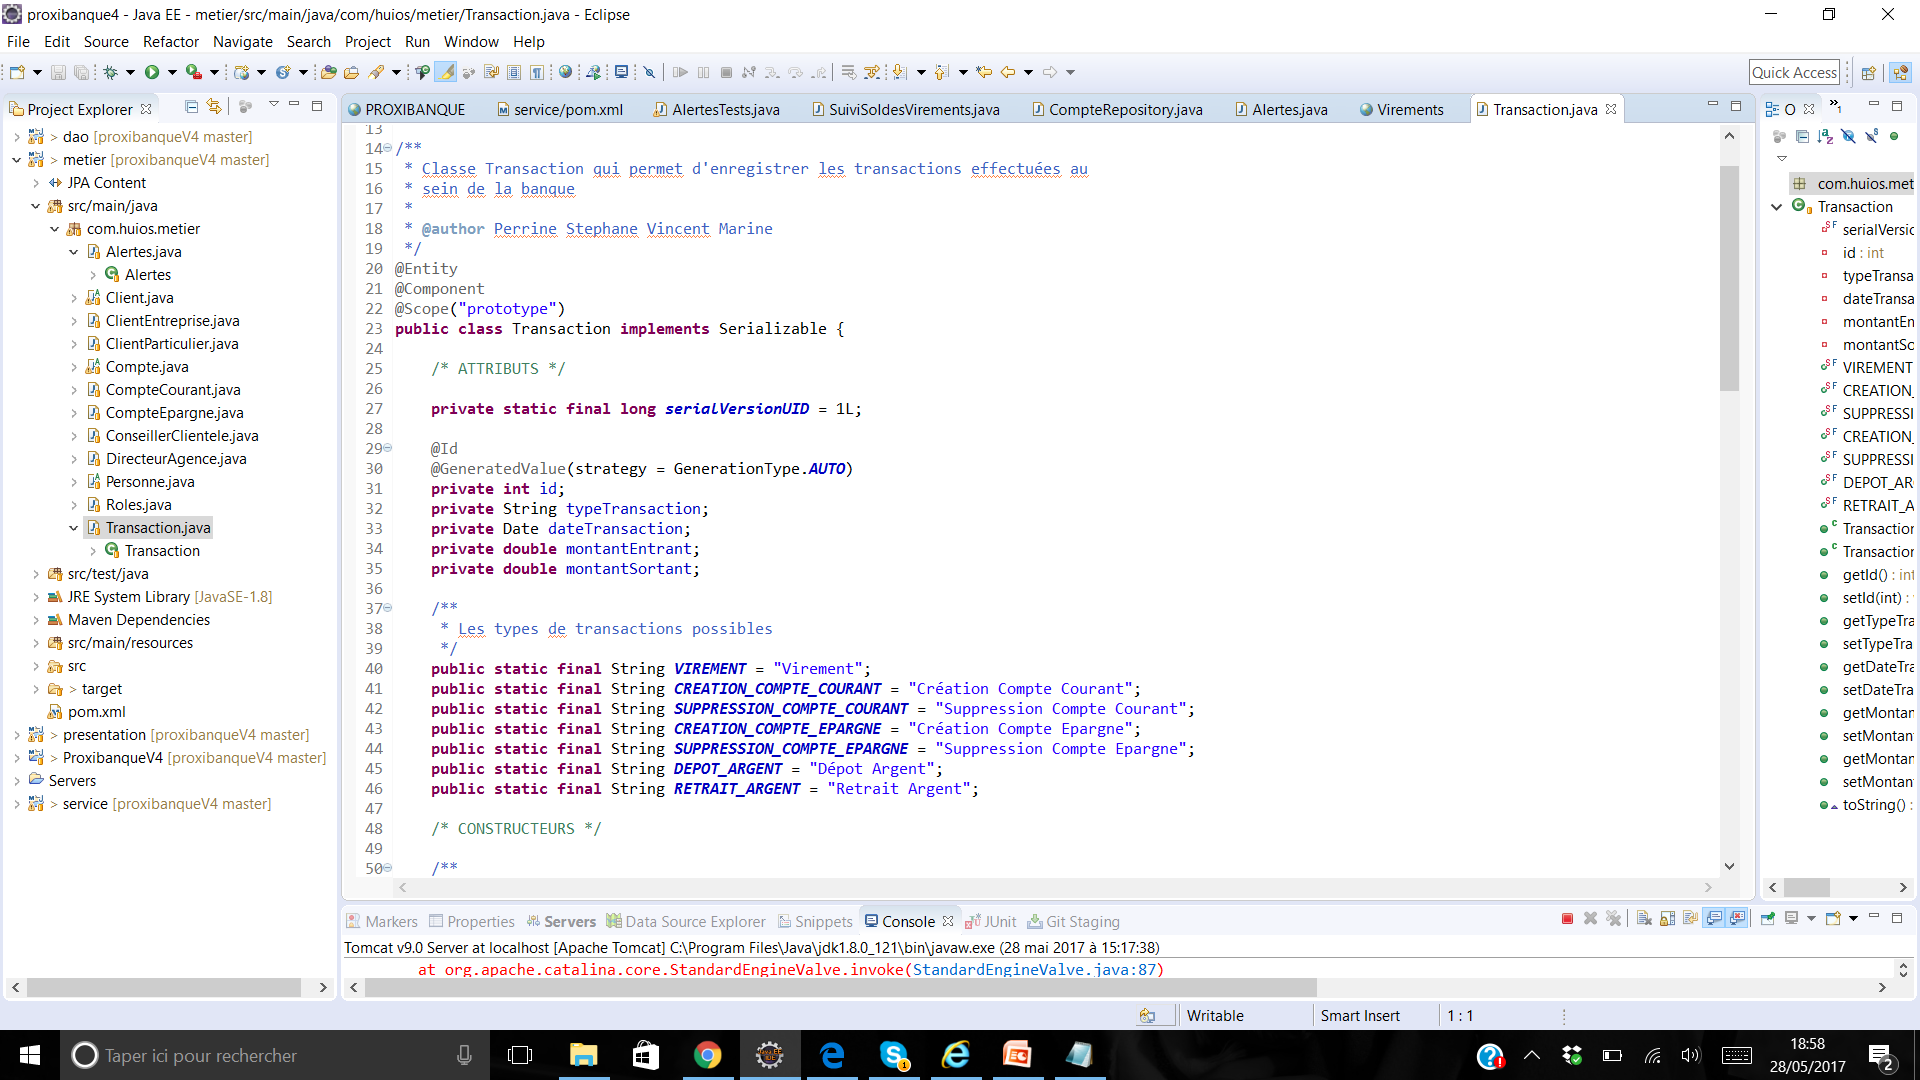 proxibanque4 - Java EE - metier/src/main/java/com/huios/metier/Transaction.java - Eclipse
File Edit Source Refactor Navigate Search Project Run Window Help
Quick Access
Project Explorer
> dao [proxibanqueV4 master]
> metier [proxibanqueV4 master]
JPA Content
src/main/java
com.huios.metier
Alertes.java
Alertes
Client.java
ClientEntreprise.java
ClientParticulier.java
Compte.java
CompteCourant.java
CompteEpargne.java
ConseillerClientele.java
DirecteurAgence.java
Personne.java
Roles.java
Transaction.java
Transaction
src/test/java
JRE System Library [JavaSE-1.8]
Maven Dependencies
src/main/resources
src
> target
pom.xml
> presentation [proxibanqueV4 master]
> ProxibanqueV4 [proxibanqueV4 master]
Servers
> service [proxibanqueV4 master]
PROXIBANQUE service/pom.xml AlertesTests.java SuiviSoldesVirements.java CompteRepository.java Alertes.java Virements Transaction.java
13
14 /**
15 * Classe Transaction qui permet d'enregistrer les transactions effectuées au
16 * sein de la banque
17 *
18 * @author Perrine Stephane Vincent Marine
19 */
20 @Entity
21 @Component
22 @Scope("prototype")
23 public class Transaction implements Serializable {
24
25 /* ATTRIBUTS */
26
27 private static final long serialVersionUID = 1L;
28
29 @Id
30 @GeneratedValue(strategy = GenerationType.AUTO)
31 private int id;
32 private String typeTransaction;
33 private Date dateTransaction;
34 private double montantEntrant;
35 private double montantSortant;
36
37 /**
38 * Les types de transactions possibles
39 */
40 public static final String VIREMENT = "Virement";
41 public static final String CREATION_COMPTE_COURANT = "Création Compte Courant";
42 public static final String SUPPRESSION_COMPTE_COURANT = "Suppression Compte Courant";
43 public static final String CREATION_COMPTE_EPARGNE = "Création Compte Epargne";
44 public static final String SUPPRESSION_COMPTE_EPARGNE = "Suppression Compte Epargne";
45 public static final String DEPOT_ARGENT = "Dépot Argent";
46 public static final String RETRAIT_ARGENT = "Retrait Argent";
47
48 /* CONSTRUCTEURS */
49
50 /**
O
com.huios.met
Transaction
serialVersio
id : int
typeTransa
dateTransa
montantEn
montantSo
VIREMENT
CREATION_
SUPPRESSI
CREATION_
SUPPRESSI
DEPOT_AR
RETRAIT_A
Transaction
Transaction
getId() : int
setId(int) :
getTypeTra
setTypeTra
getDateTra
setDateTra
getMontan
setMontan
getMontan
setMontan
toString() :
Markers Properties Servers Data Source Explorer Snippets Console JUnit Git Staging
Tomcat v9.0 Server at localhost [Apache Tomcat] C:\Program Files\Java\jdk1.8.0_121\bin\javaw.exe (28 mai 2017 à 15:17:38)
at org.apache.catalina.core.StandardEngineValve.invoke(StandardEngineValve.java:87)
Writable Smart Insert 1 : 1
Taper ici pour rechercher
18:58
28/05/2017
2